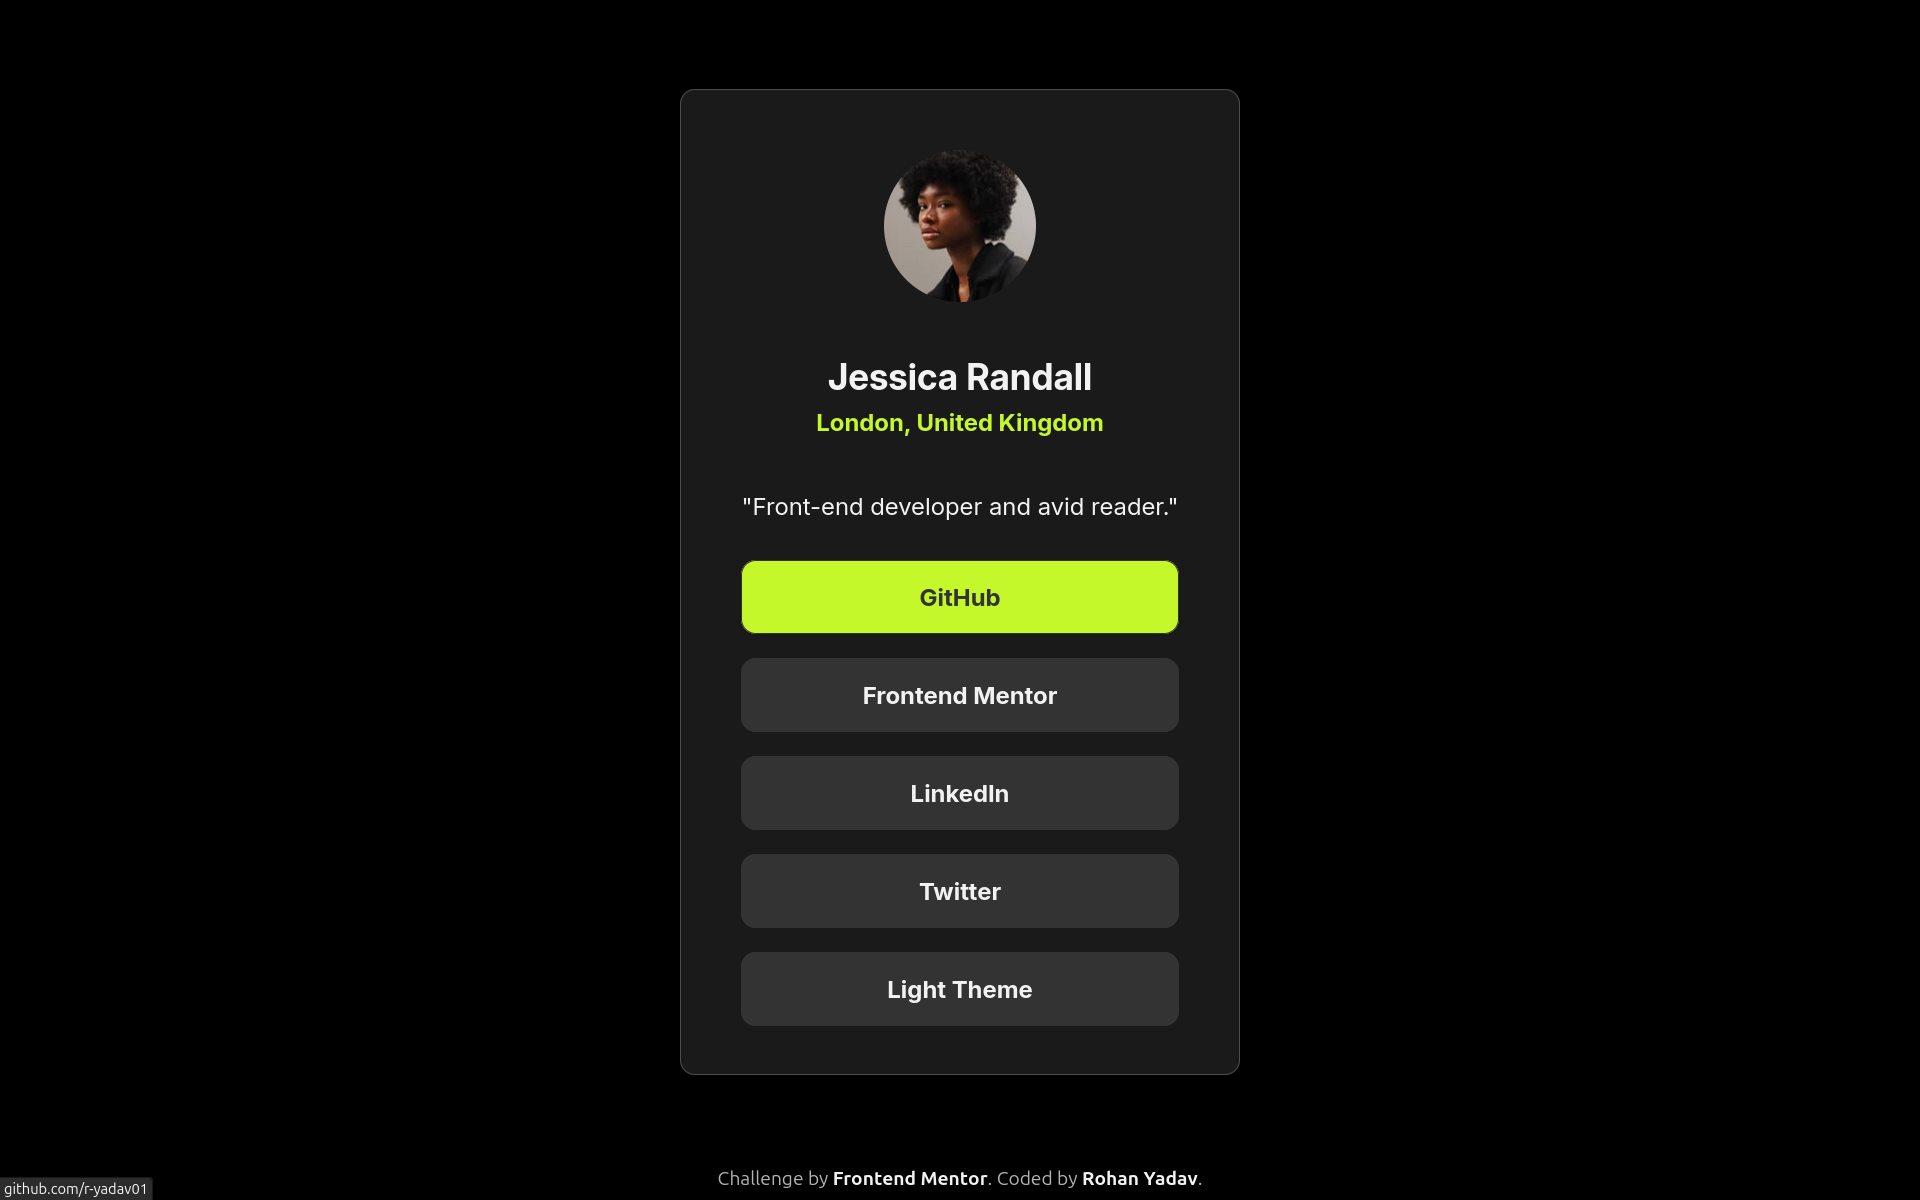 Jessica Randall
London, United Kingdom
"Front-end developer and avid reader."
GitHub
Frontend Mentor
LinkedIn
Twitter
Light Theme
Challenge by Frontend Mentor. Coded by Rohan Yadav.
github.com/r-yadav01